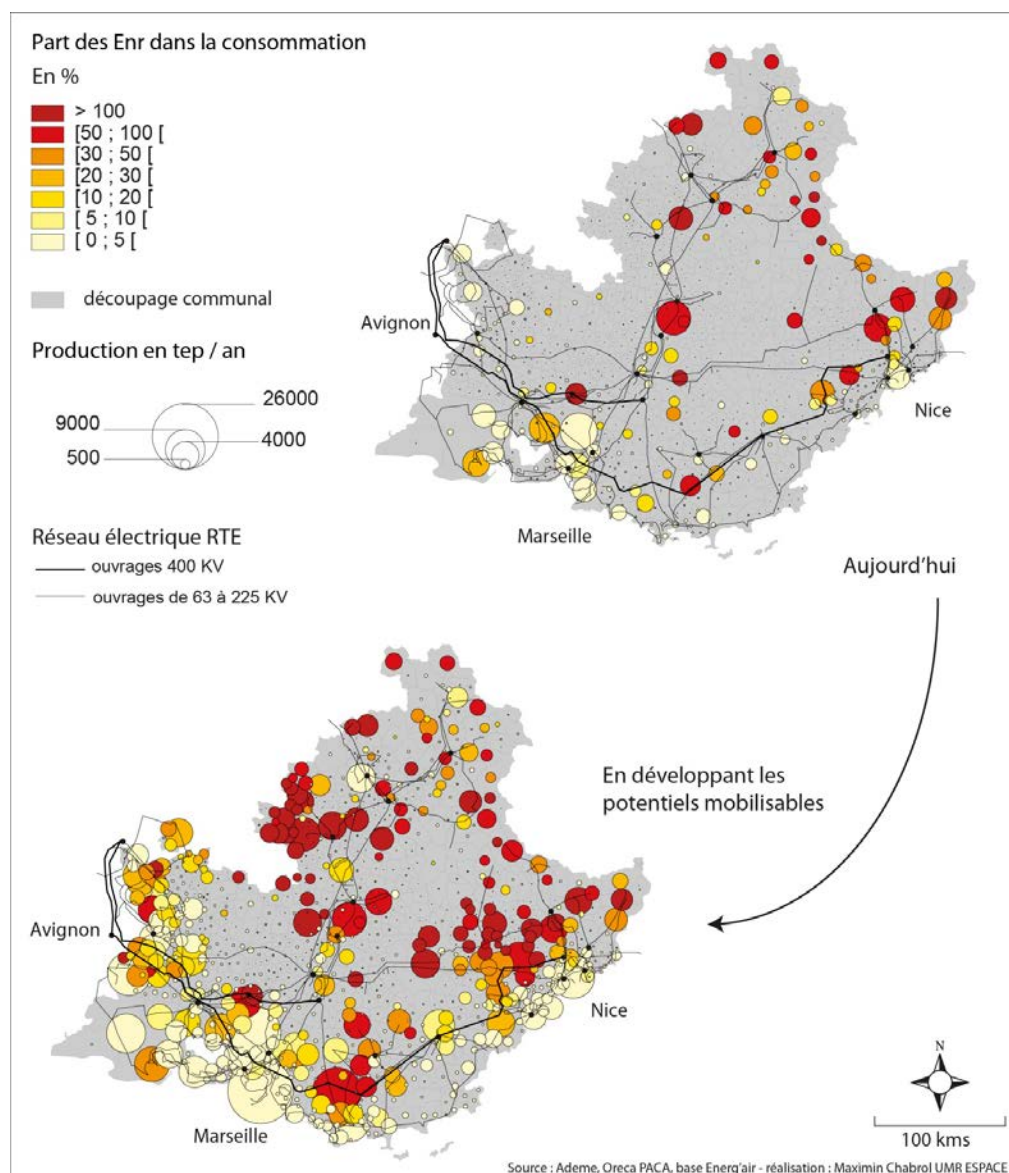 Part des Enr dans la consommation
En %
> 100
[50 ; 100 [
[30 ; 50 [
[20 ; 30 [
[10 ; 20 [
[ 5 ; 10 [
[ 0 ; 5 [
découpage communal
Avignon
Production en tep / an
26000
9000
4000
500
Nice
Réseau électrique RTE
ouvrages 400 KV
ouvrages de 63 à 225 KV
Marseille
Aujourd'hui
En développant les
potentiels mobilisables
Avignon
Nice
Marseille
N
100 kms
Source : Ademe, Oreca PACA, base Energ'air - réalisation : Maximin Chabrol UMR ESPACE